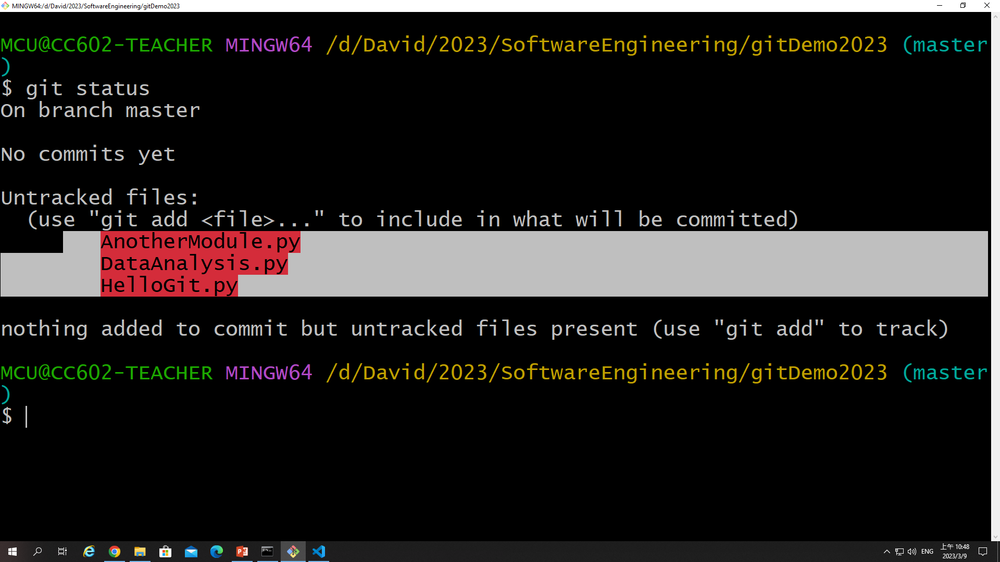 MINGW64:/d/David/2023/SoftwareEngineering/gitDemo2023
MCU@CC602-TEACHER MINGW64 /d/David/2023/SoftwareEngineering/gitDemo2023 (master
)
$ git status
On branch master
No commits yet
Untracked files:
(use "git add <file>..." to include in what will be committed)
AnotherModule.py
DataAnalysis.py
HelloGit.py
nothing added to commit but untracked files present (use "git add" to track)
MCU@CC602-TEACHER MINGW64 /d/David/2023/SoftwareEngineering/gitDemo2023 (master
)
$
ENG
上午 10:48
2023/3/9